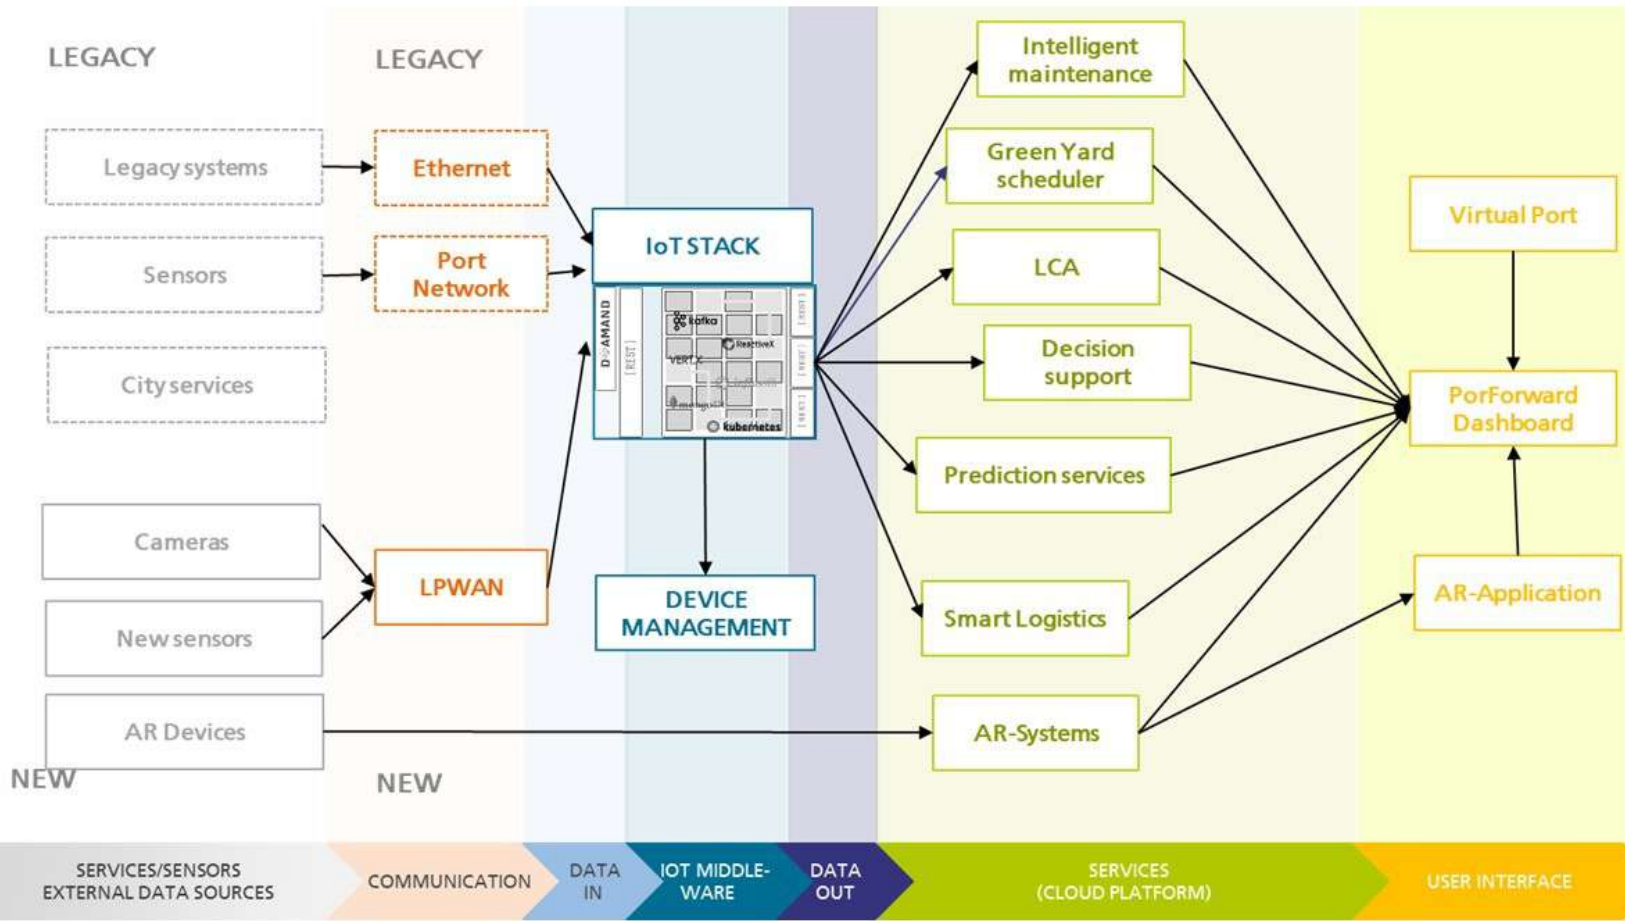 LEGACY
LEGACY
Legacy systems
Sensors
City services
Cameras
New sensors
AR Devices
NEW
Ethernet
Port
Network
LPWAN
NEW
IoT STACK
[REST]
kafka
ReactiveX
VERT.X
kubernetes
[REST]
[REST]
[REST]
DEVICE
MANAGEMENT
Intelligent
maintenance
Green Yard
scheduler
LCA
Decision
support
Prediction services
Smart Logistics
AR-Systems
Virtual Port
PorForward
Dashboard
AR-Application
SERVICES/SENSORS
EXTERNAL DATA SOURCES
COMMUNICATION
DATA
IN
IOT MIDDLE-
WARE
DATA
OUT
SERVICES
(CLOUD PLATFORM)
USER INTERFACE